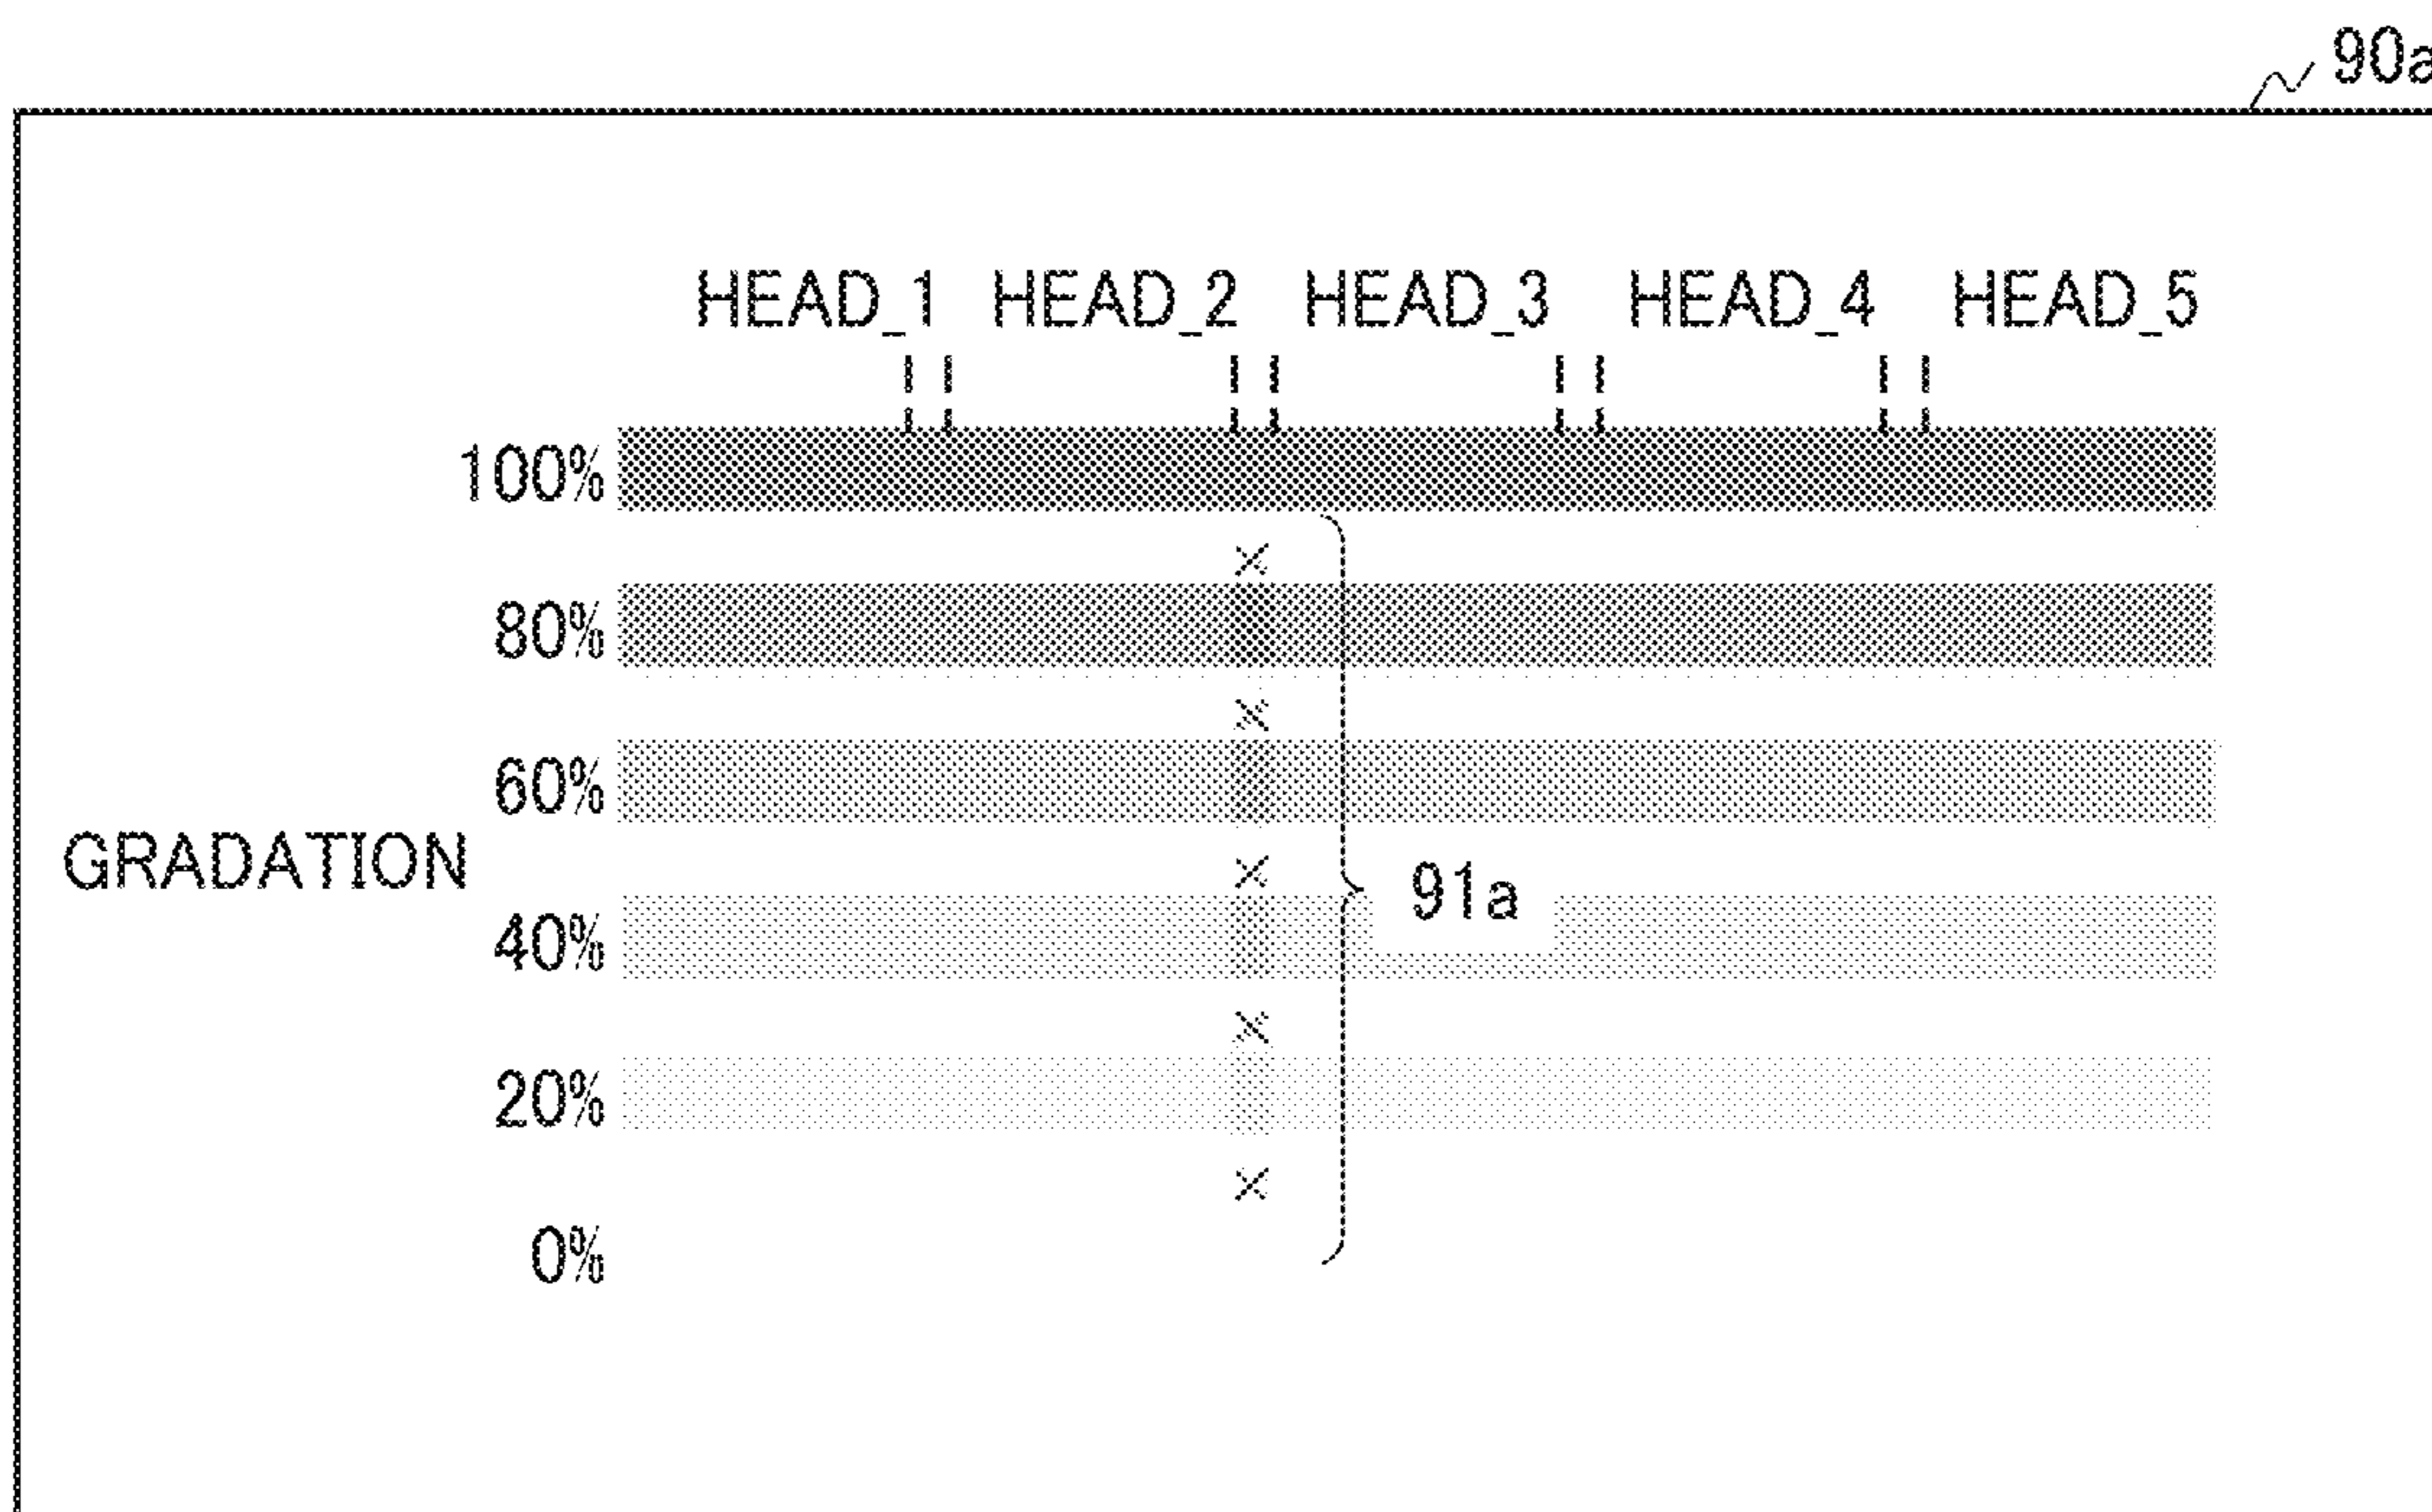 90a
HEAD_1 HEAD_2 HEAD_3 HEAD_4 HEAD_5
100%
×
80%
×
60%
×
GRADATION
91a
40%
×
20%
×
0%